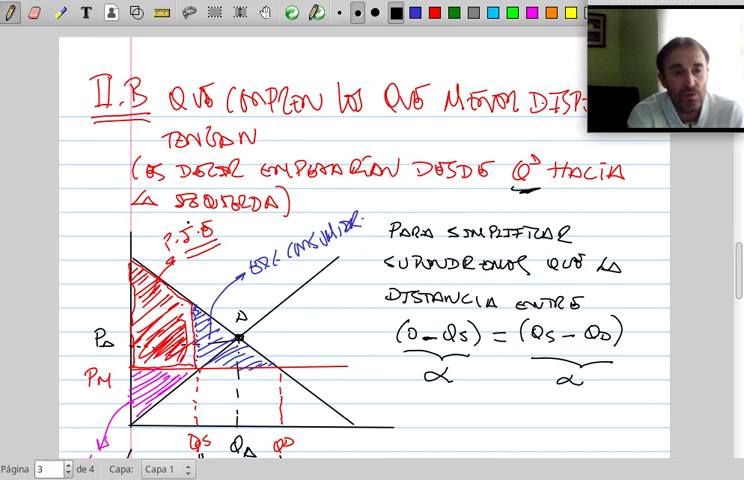 II.B QUE COMPREN LOS QUE MENOR DISP
TENGAN
(ES DECIR EMPEZARÍAN DESDE Q^D HACIA
LA IZQUIERDA)
P.I.E
EXC CONSUMIDOR.
PARA SIMPLIFICAR
SUPONDREMOS QUE LA
DISTANCIA ENTRE
(0-QS) = (QS-QD)
α α
A
PA
PM
QS QA QD
Página 3 de 4 Capa: Capa 1